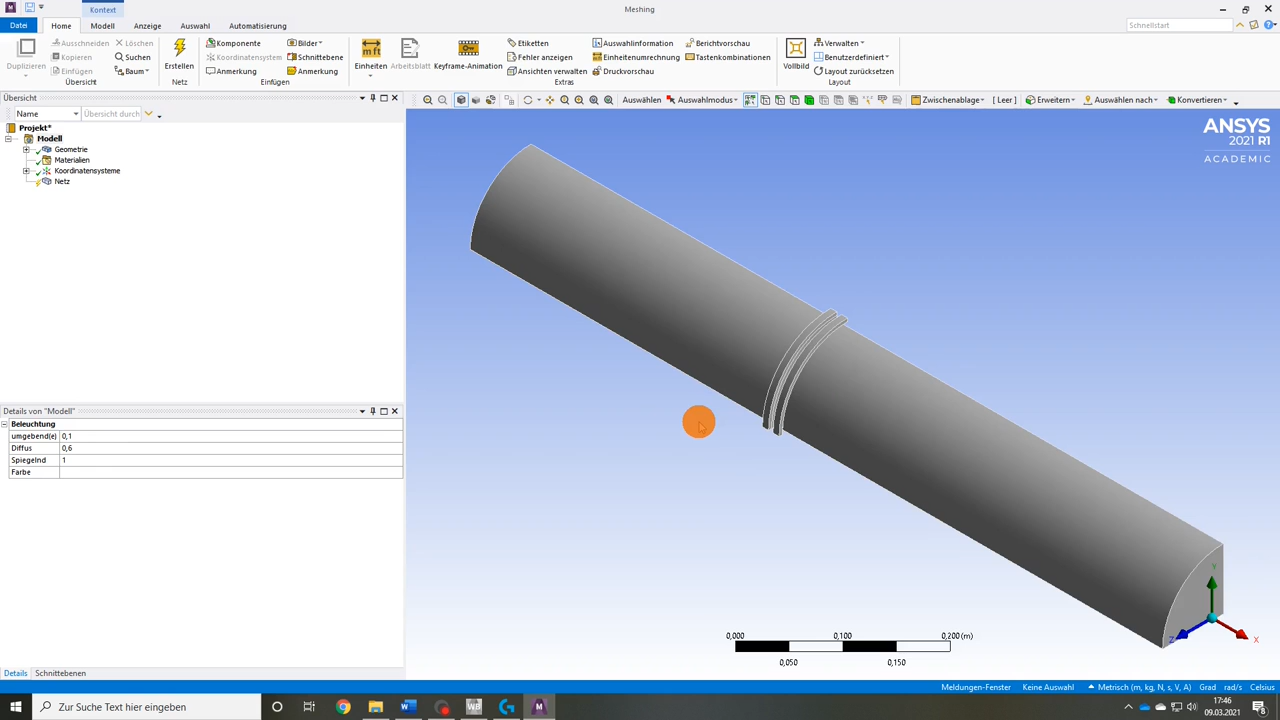 Kontext
Meshing
Datei
Home
Modell
Anzeige
Auswahl
Automatisierung
Schnellstart
Duplizieren
Ausschneiden
Löschen
Kopieren
Suchen
Einfügen
Baum
Übersicht
Erstellen
Netz
Komponente
Bilder
Koordinatensystem
Schnittebene
Anmerkung
Anmerkung
Einfügen
Einheiten
Arbeitsblatt
Keyframe-Animation
Etiketten
Auswahlinformation
Berichtvorschau
Fehler anzeigen
Einheitenumrechnung
Tastenkombinationen
Ansichten verwalten
Druckvorschau
Extras
Vollbild
Verwalten
Benutzerdefiniert
Layout zurücksetzen
Layout
Übersicht
Auswählen
Auswahlmodus
Zwischenablage
[ Leer ]
Erweitern
Auswählen nach
Konvertieren
Name
Übersicht durch
Projekt*
Modell
Geometrie
Materialien
Koordinatensysteme
Netz
ANSYS
2021 R1
ACADEMIC
Details von "Modell"
Beleuchtung
umgebend(e) 0,1
Diffus 0,6
Spiegelnd 1
Farbe
0,000 0,100 0,200 (m)
0,050 0,150
Y
Z
X
Details
Schnittebenen
Meldungen-Fenster
Keine Auswahl
Metrisch (m, kg, N, s, V, A)
Grad
rad/s
Celsius
Zur Suche Text hier eingeben
17:46
09.03.2021
8